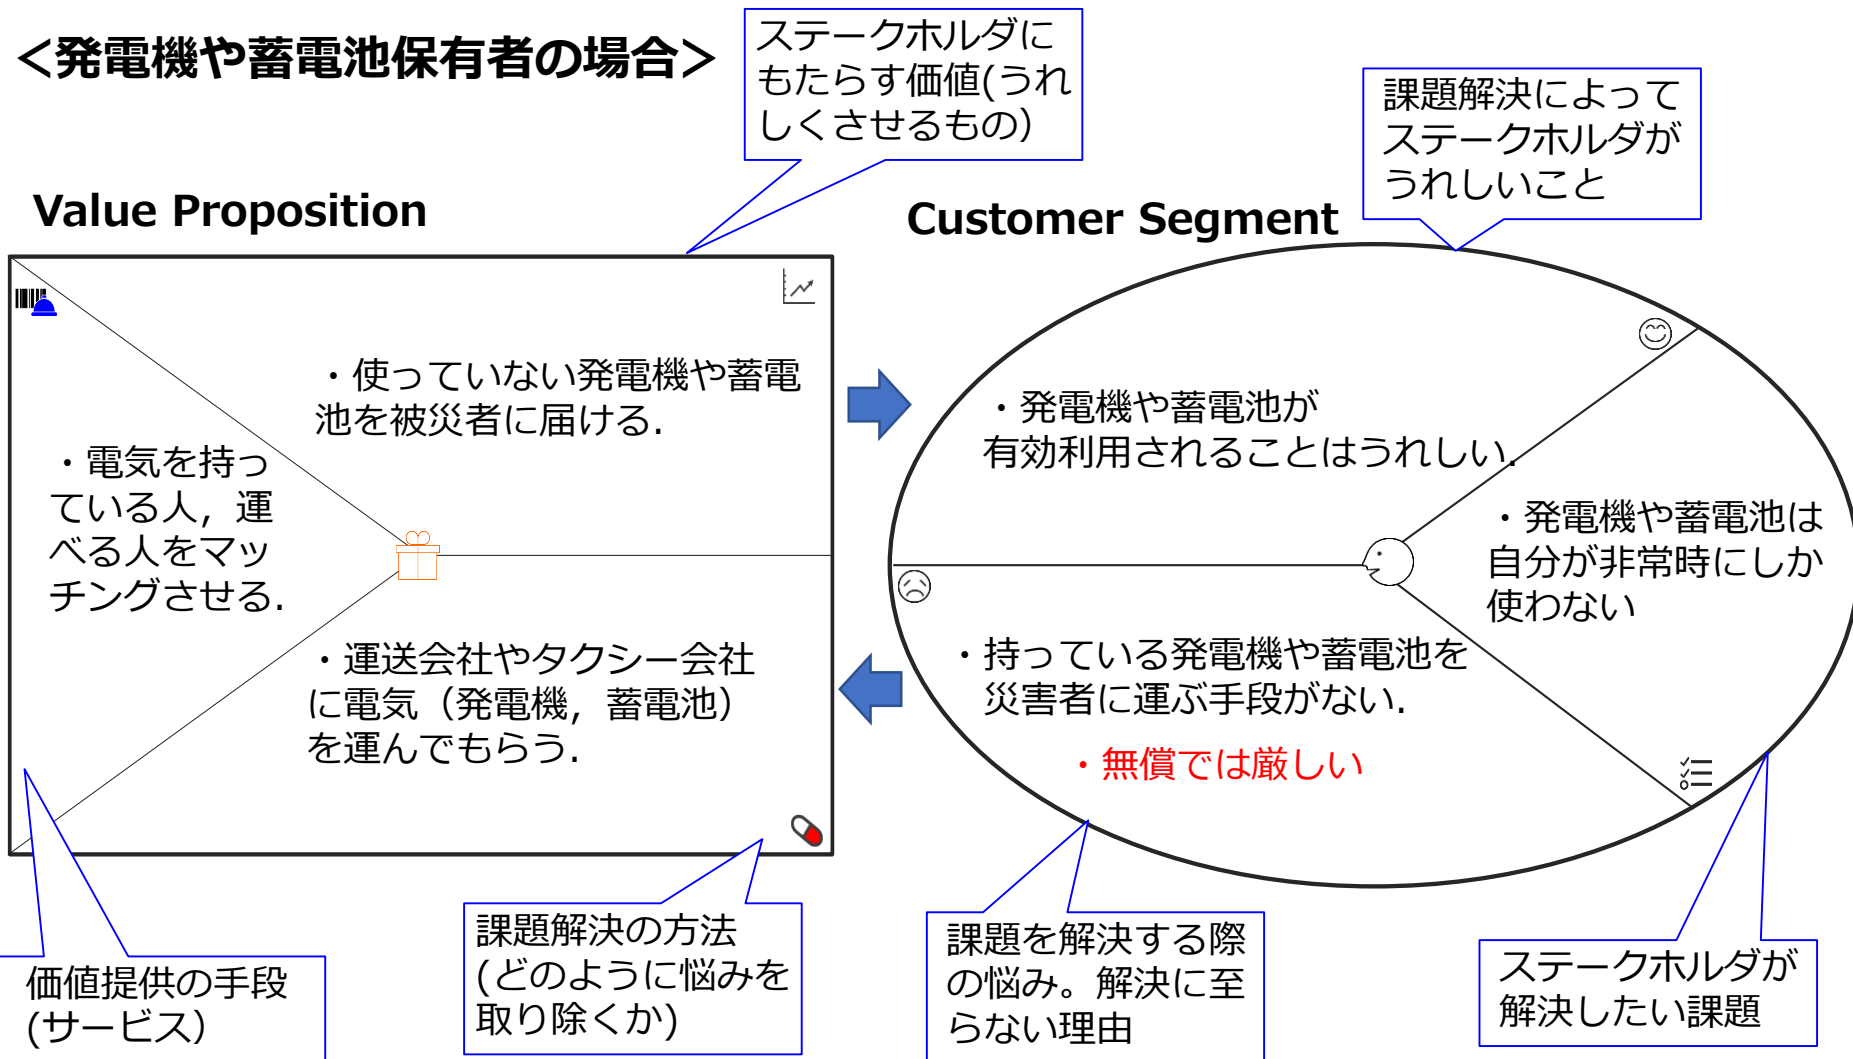 ＜発電機や蓄電池保有者の場合＞
ステークホルダに
もたらす価値(うれ
しくさせるもの）
課題解決によって
ステークホルダが
うれしいこと
Value Proposition
Customer Segment
・使っていない発電機や蓄電
池を被災者に届ける.
・電気を持っ
ている人，運
べる人をマッ
チングさせる.
・運送会社やタクシー会社
に電気（発電機，蓄電池）
を運んでもらう.
・発電機や蓄電池が
有効利用されることはうれしい.
・発電機や蓄電池は
自分が非常時にしか
使わない
・持っている発電機や蓄電池を
災害者に運ぶ手段がない.
・無償では厳しい
価値提供の手段
(サービス）
課題解決の方法
(どのように悩みを
取り除くか)
課題を解決する際
の悩み。解決に至
らない理由
ステークホルダが
解決したい課題